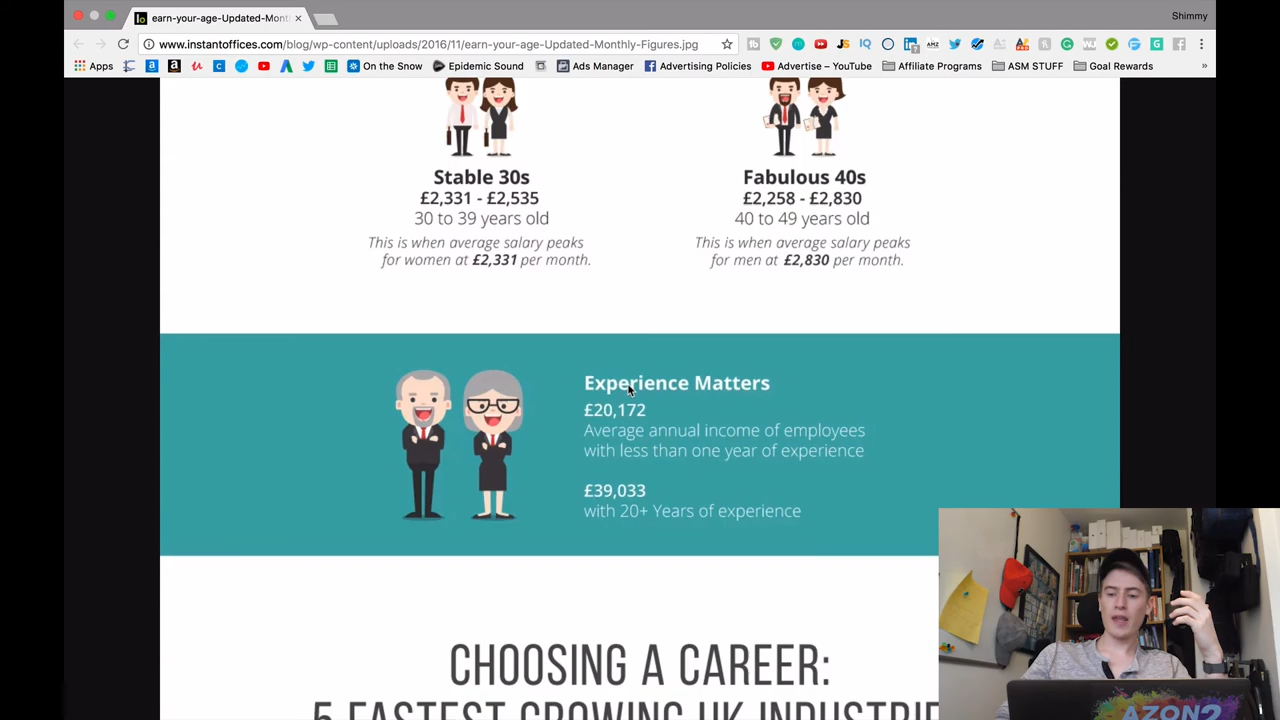 earn-your-age-Updated-Mont
Shimmy
www.instantoffices.com/blog/wp-content/uploads/2016/11/earn-your-age-Updated-Monthly-Figures.jpg
Apps
On the Snow
Epidemic Sound
Ads Manager
Advertising Policies
Advertise – YouTube
Affiliate Programs
ASM STUFF
Goal Rewards
»
Stable 30s
£2,331 - £2,535
30 to 39 years old
This is when average salary peaks
for women at £2,331 per month.
Fabulous 40s
£2,258 - £2,830
40 to 49 years old
This is when average salary peaks
for men at £2,830 per month.
Experience Matters
£20,172
Average annual income of employees
with less than one year of experience
£39,033
with 20+ Years of experience
CHOOSING A CAREER:
5 FASTEST GROWING UK INDUSTRIE
AZON